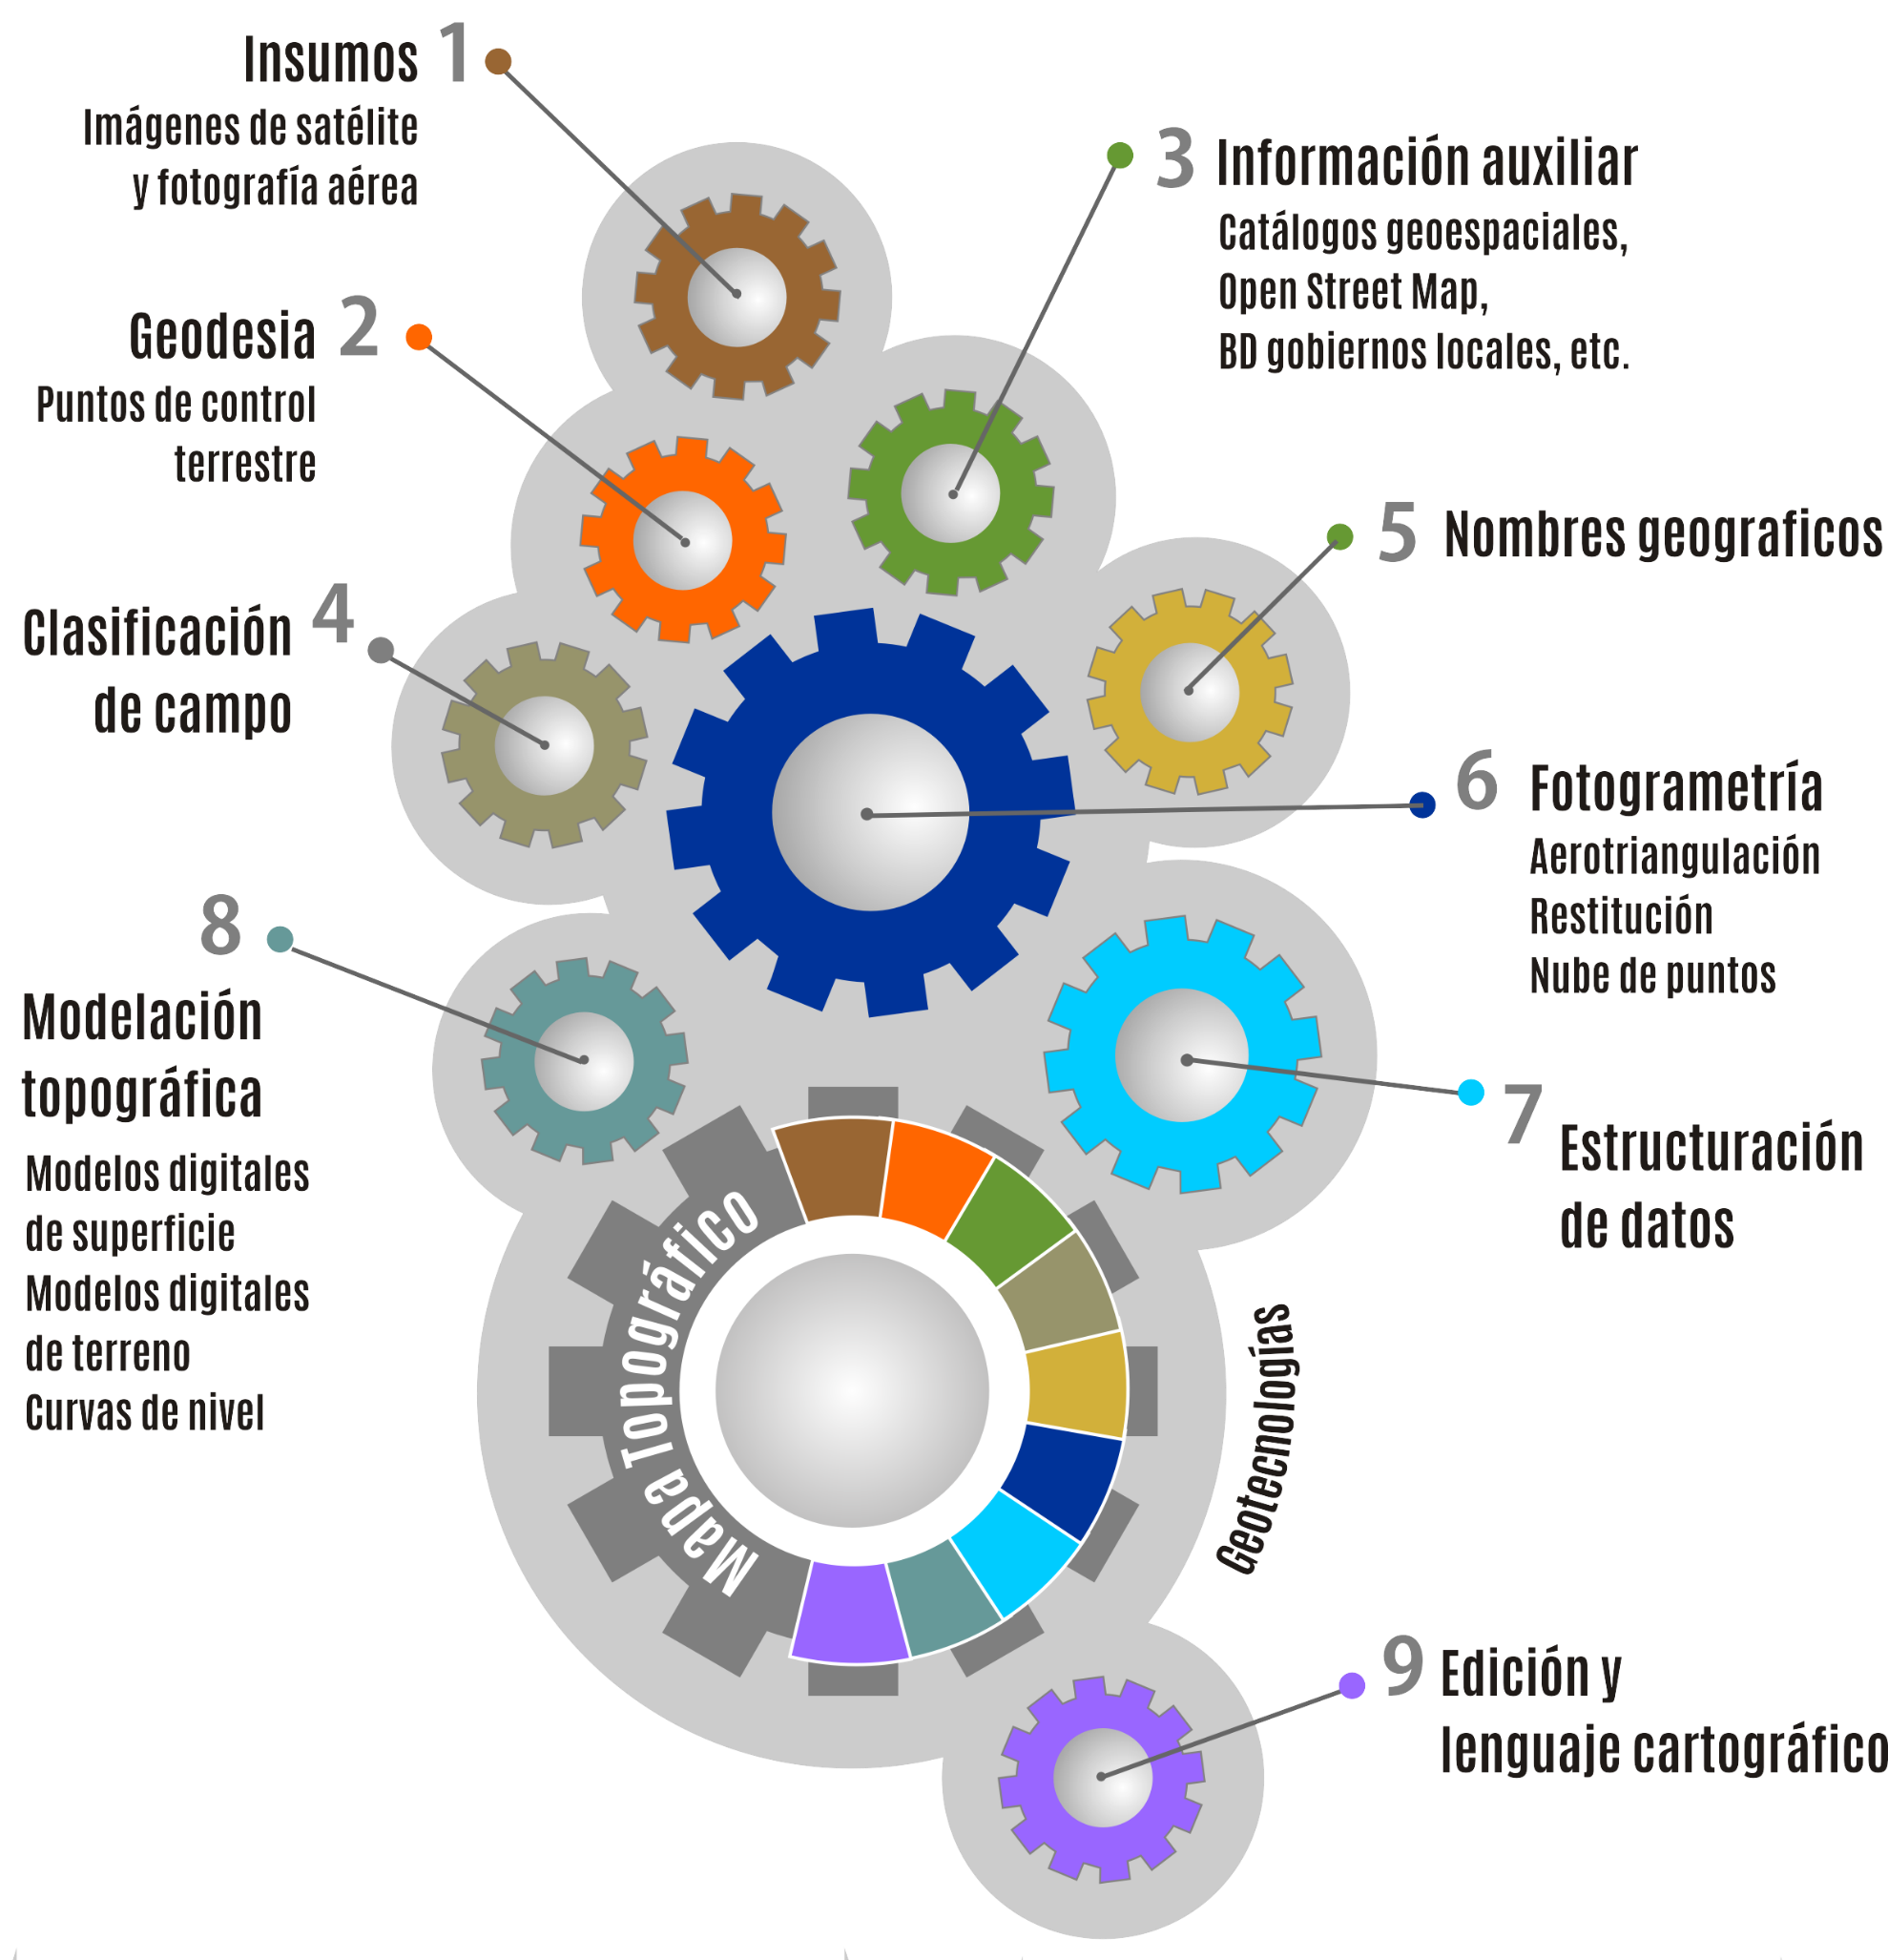 Insumos 1
Imágenes de satélite
y fotografía aérea
Geodesia 2
Puntos de control
terrestre
3 Información auxiliar
Catálogos geoespaciales,
Open Street Map,
BD gobiernos locales, etc.
Clasificación 4
de campo
5 Nombres geograficos
6 Fotogrametría
Aerotriangulación
Restitución
Nube de puntos
7 Estructuración
de datos
8
Modelación
topográfica
Modelos digitales
de superficie
Modelos digitales
de terreno
Curvas de nivel
Mapa Topográfico
Geotecnologías
9 Edición y
lenguaje cartográfico